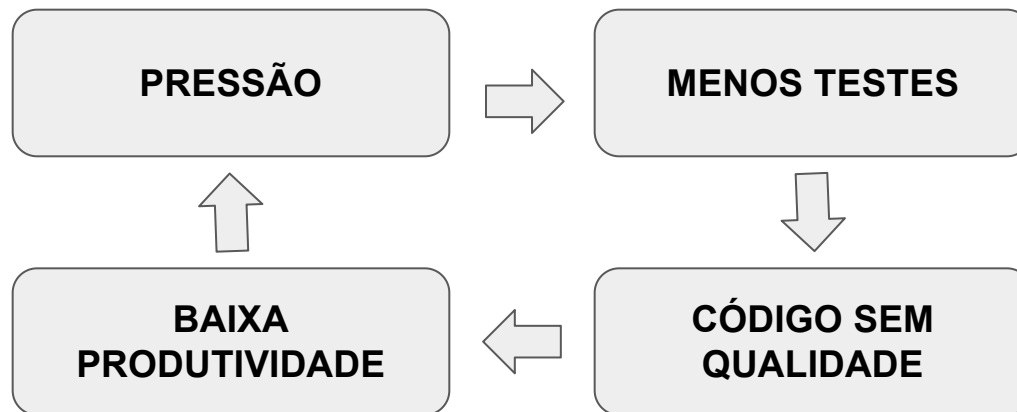 PRESSÃO
MENOS TESTES
BAIXA
PRODUTIVIDADE
CÓDIGO SEM
QUALIDADE